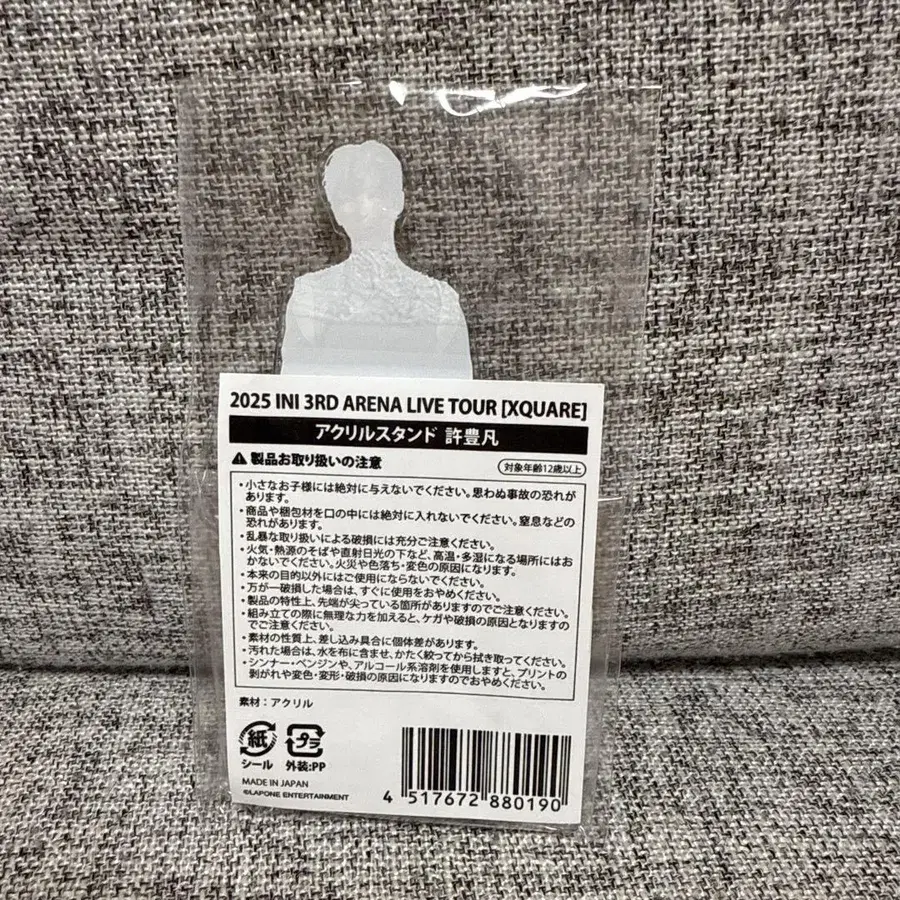 2025 INI 3RD ARENA LIVE TOUR [XQUARE]
アクリルスタンド 許豊凡
製品お取り扱いの注意
対象年齢12歳以上
・小さなお子様には絶対に与えないでください。思わぬ事故の恐れが
あります。
・商品や梱包材を口の中には絶対に入れないでください。窒息などの
恐れがあります。
・乱暴な取り扱いによる破損には充分ご注意ください。
・火気・熱源のそばや直射日光の下など、高温・多湿になる場所にはお
かないでください。火災や色落ち・変色の原因になります。
・本来の目的以外にはご使用にならないでください。
・万が一破損した場合は、すぐに使用をおやめください。
・製品の特性上、先端が尖っている箇所がありますのでご注意ください。
・組み立ての際に無理な力を加えると、ケガや破損の原因となりますの
でご注意ください。
・素材の性質上、差し込み具合に個体差があります。
・汚れた場合は、水を布に含ませ、かたく絞ってから拭き取ってください。
・シンナー・ベンジンや、アルコール系溶剤を使用しますと、プリントの
剥がれや変色・変形・破損の原因になりますのでおやめください。
素材：アクリル
紙
シール
プラ
外装:PP
MADE IN JAPAN
©LAPONE ENTERTAINMENT
4 517672 880190